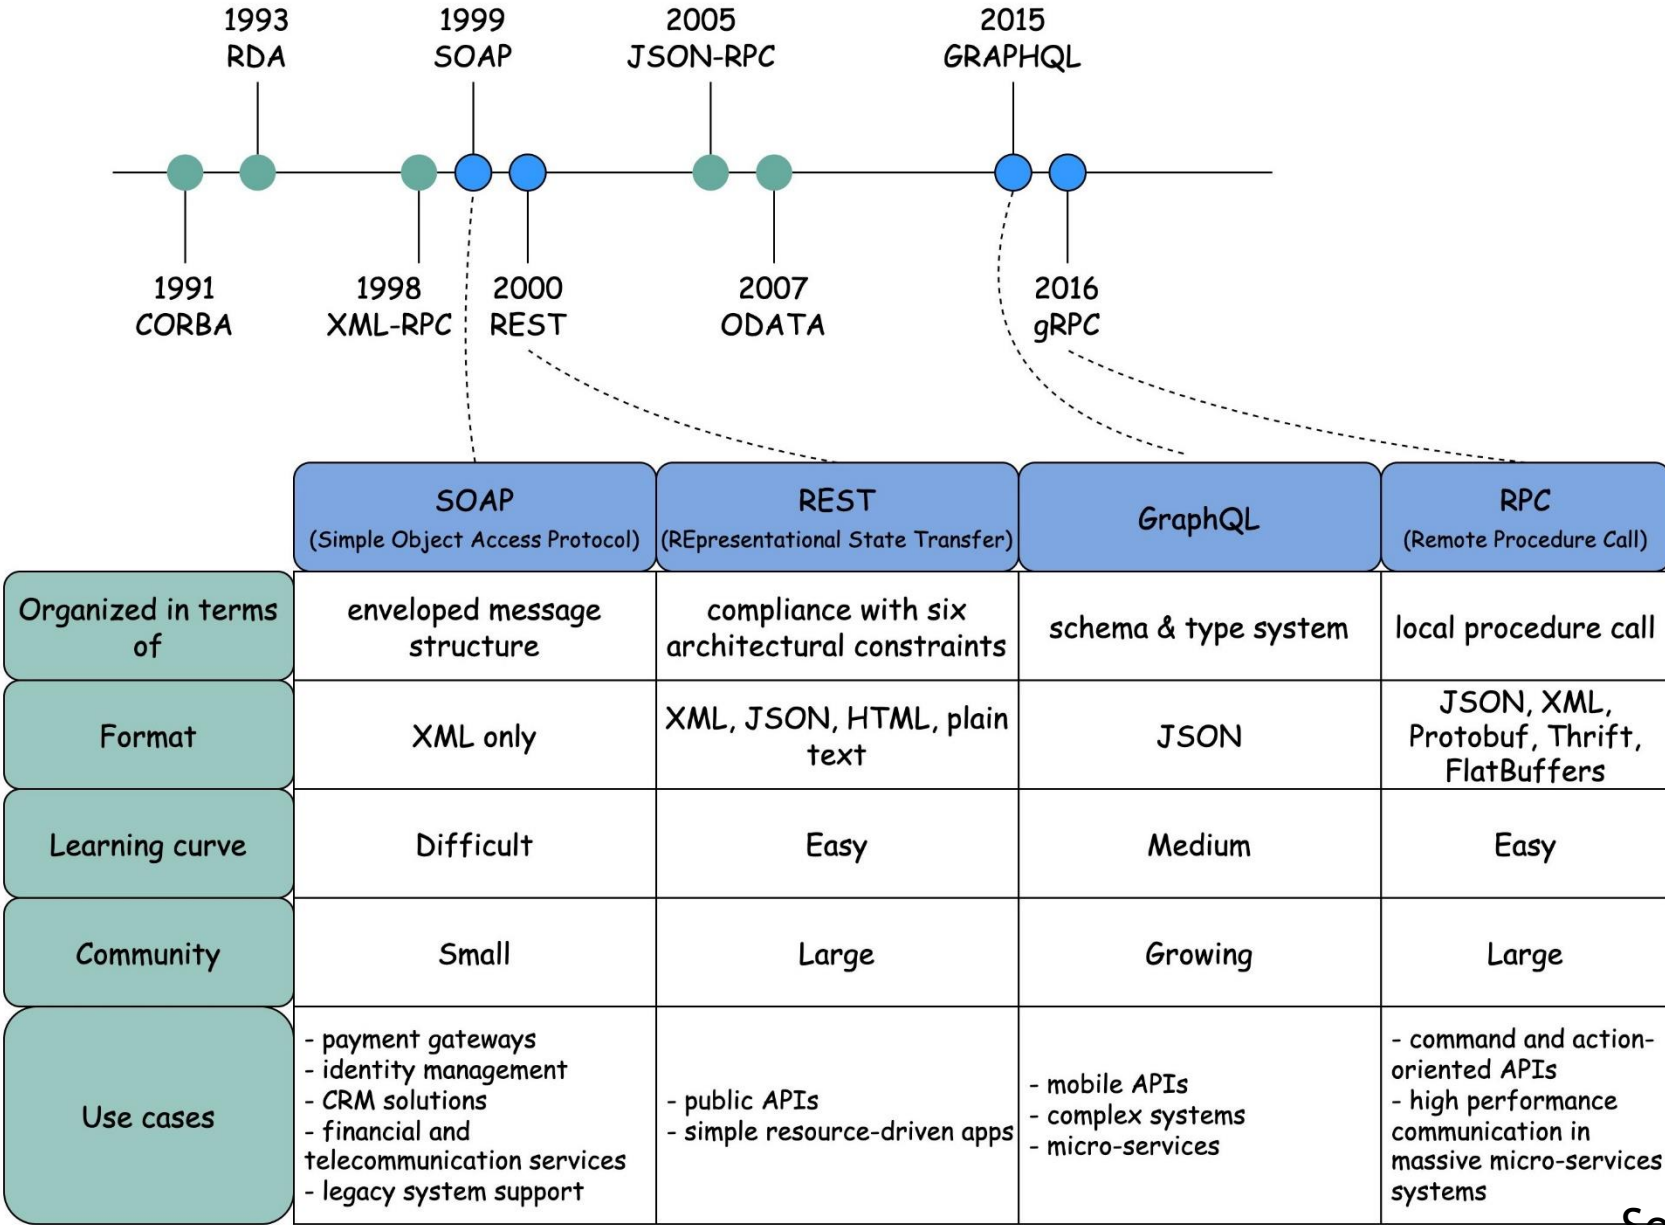 1993
RDA
1999
SOAP
2005
JSON-RPC
2015
GRAPHQL
1991
CORBA
1998
XML-RPC
2000
REST
2007
ODATA
2016
gRPC
SOAP
(Simple Object Access Protocol)
REST
(REpresentational State Transfer)
GraphQL
RPC
(Remote Procedure Call)
Organized in terms
of
enveloped message
structure
compliance with six
architectural constraints
schema & type system
local procedure call
Format
XML only
XML, JSON, HTML, plain
text
JSON
JSON, XML,
Protobuf, Thrift,
FlatBuffers
Learning curve
Difficult
Easy
Medium
Easy
Community
Small
Large
Growing
Large
Use cases
- payment gateways
- identity management
- CRM solutions
- financial and
telecommunication services
- legacy system support
- public APIs
- simple resource-driven apps
- mobile APIs
- complex systems
- micro-services
- command and action-
oriented APIs
- high performance
communication in
massive micro-services
systems